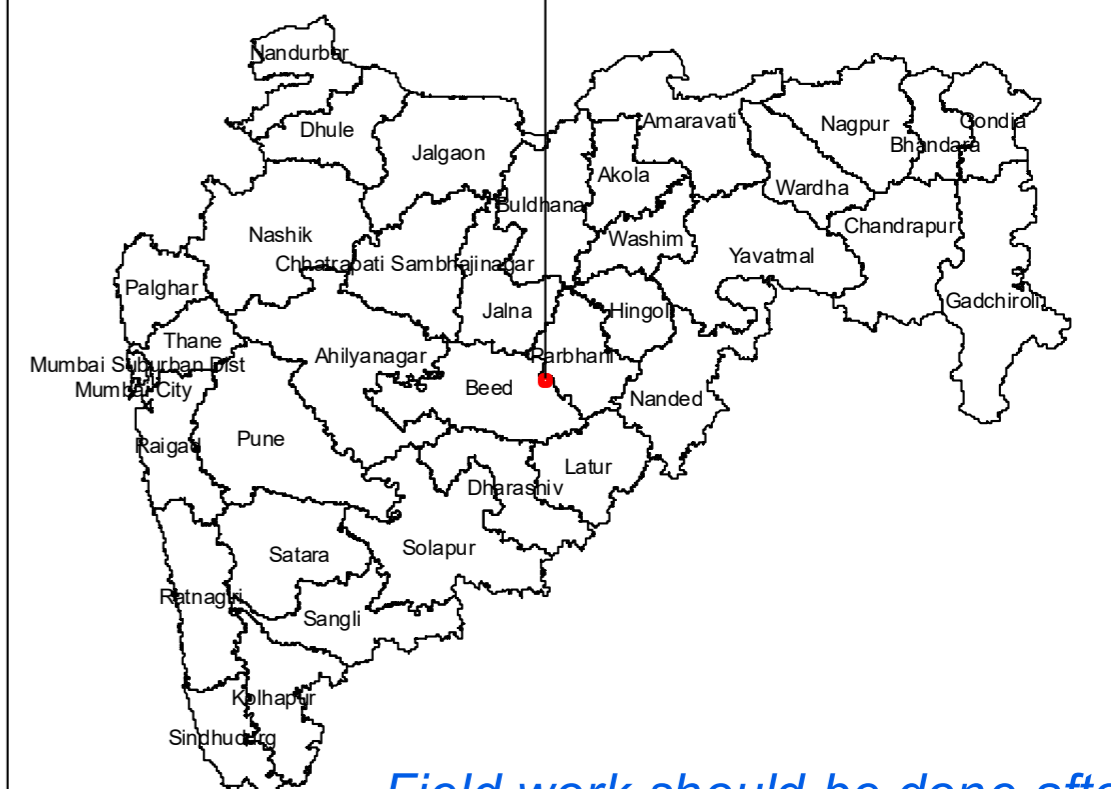 Nandurbar
Dhule
Jalgaon
Amaravati
Nagpur
Gondia
Bhandara
Akola
Wardha
Buldhana
Chandrapur
Nashik
Washim
Yavatmal
Chhatrapati Sambhajinagar
Palghar
Jalna
Hingoli
Gadchiroli
Thane
Ahilyanagar
Parbhani
Mumbai Suburban Dist
Mumbai City
Beed
Nanded
Raigad
Pune
Latur
Dharashiv
Satara
Solapur
Ratnagiri
Sangli
Kolhapur
Sindhudurg
Field work should be done afte